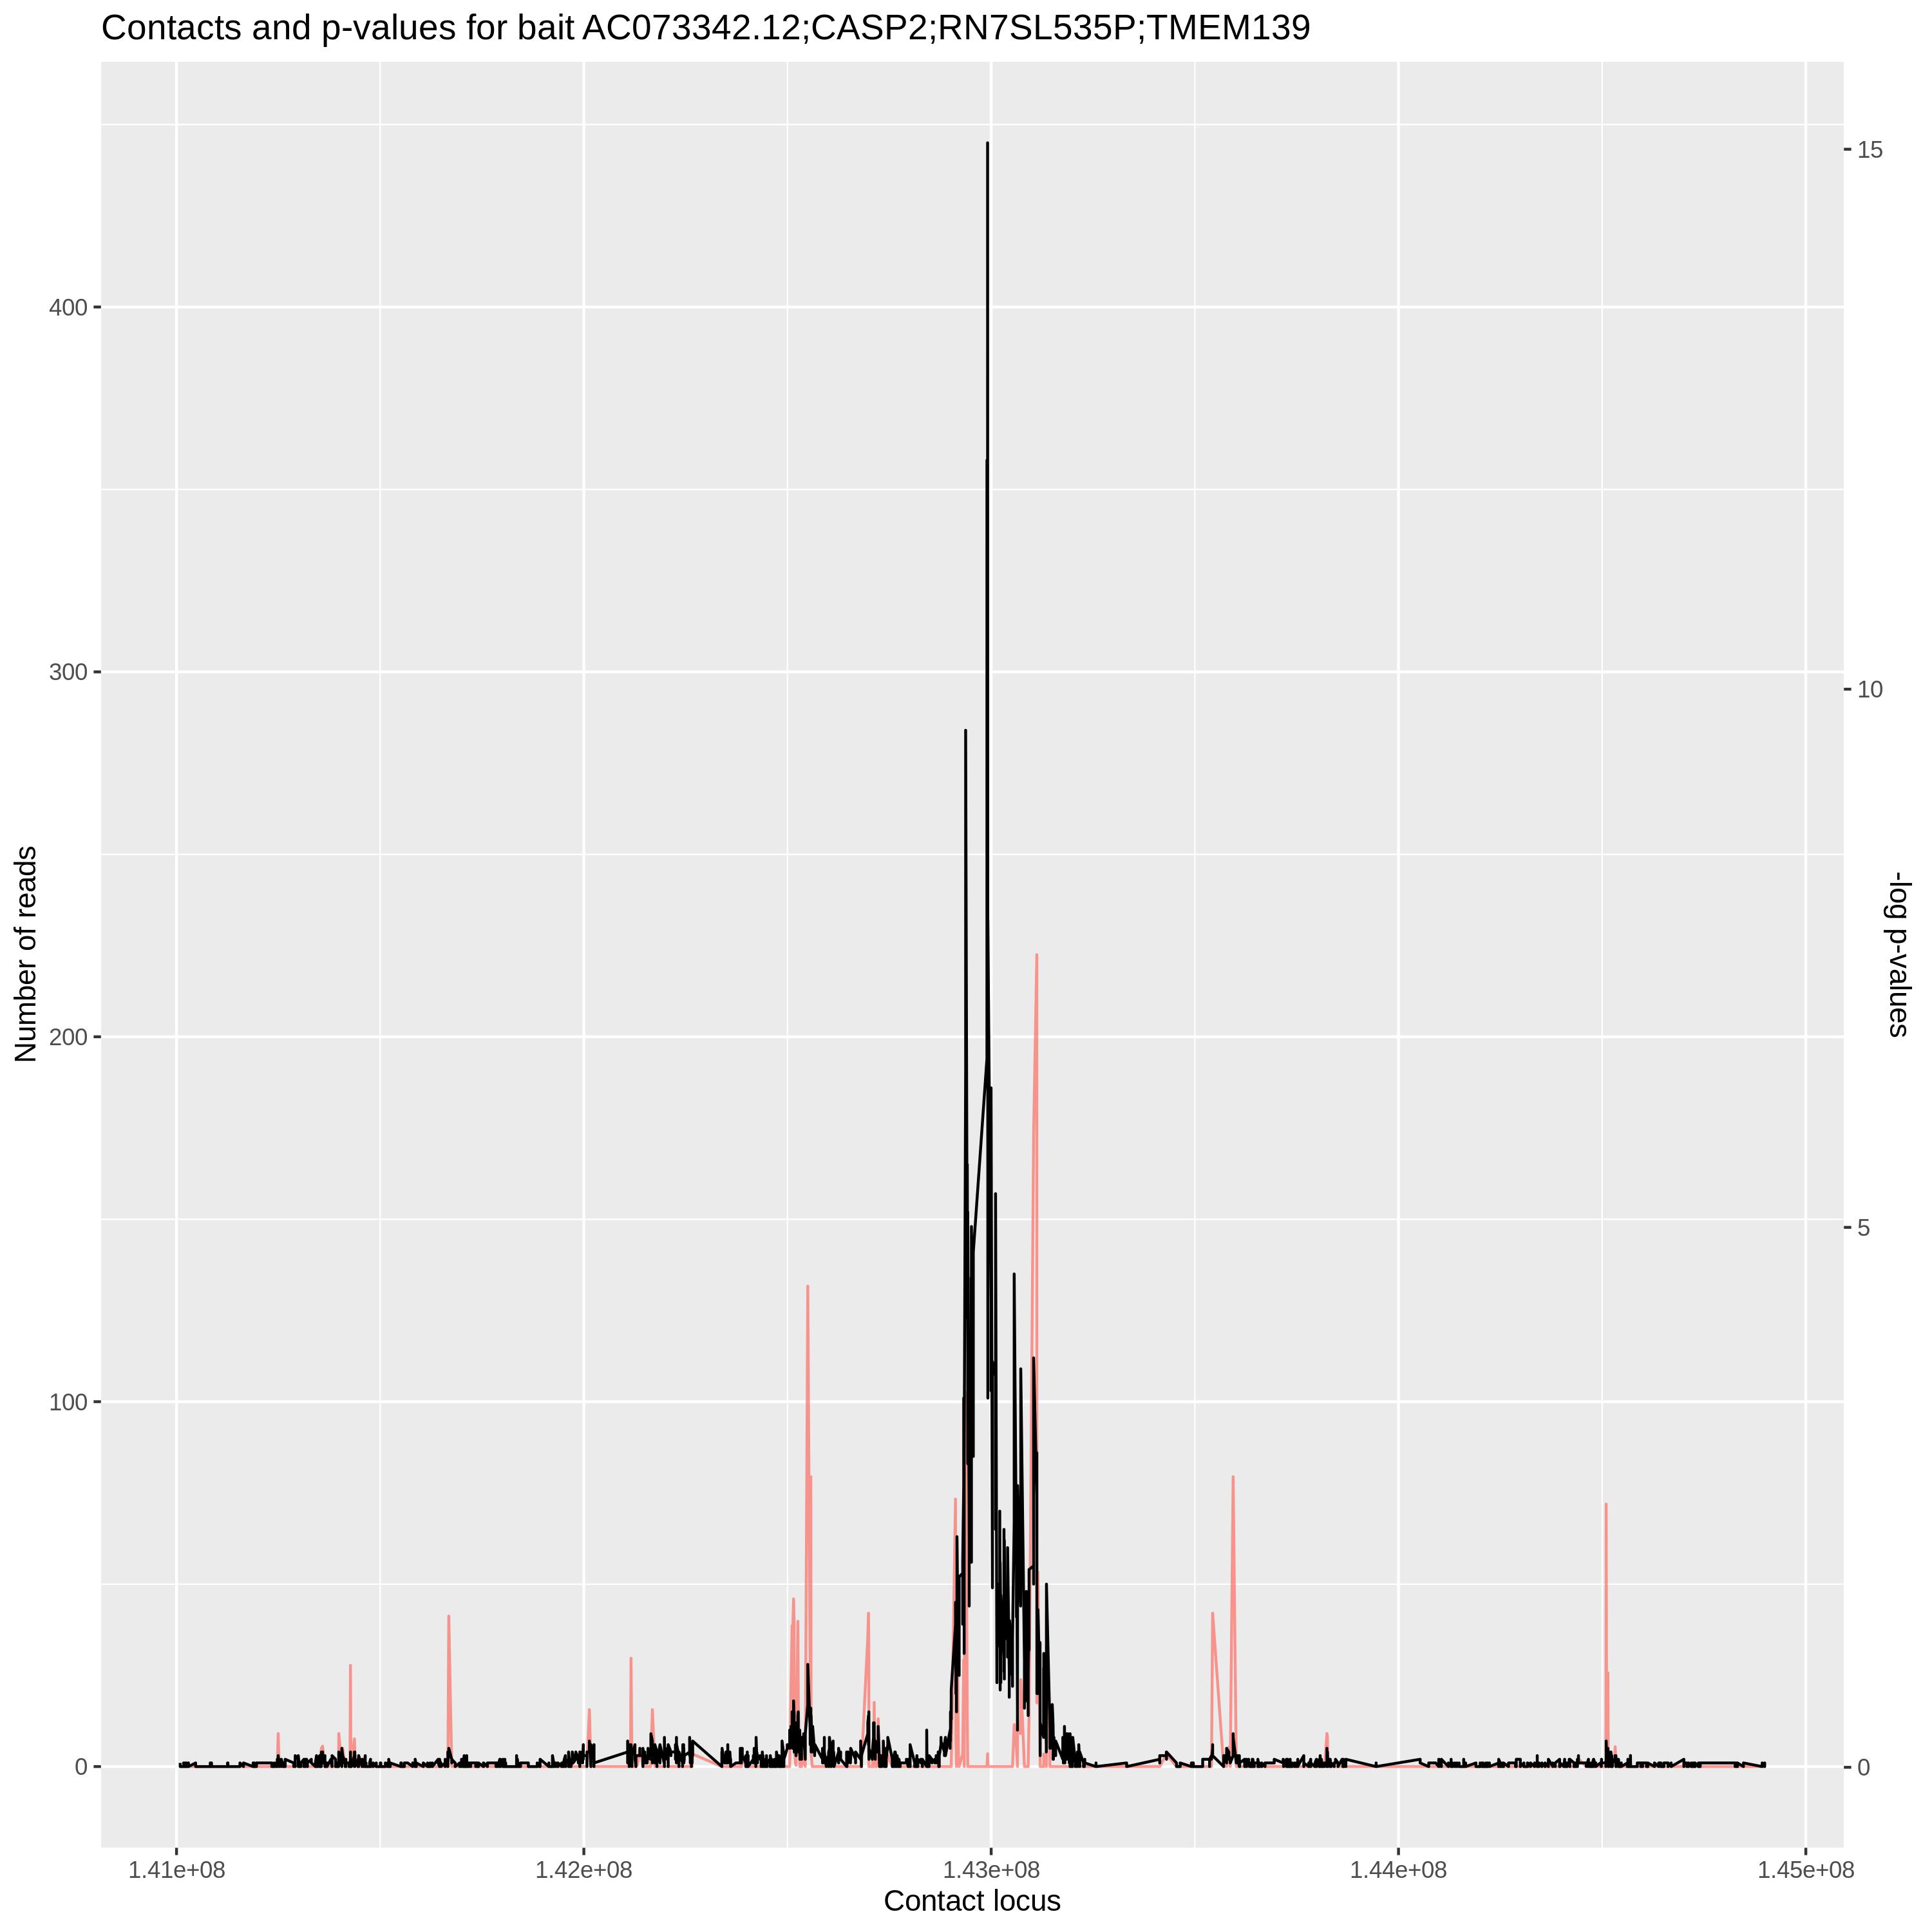 Contacts and p-values for bait AC073342.12;CASP2;RN7SL535P;TMEM139
Number of reads
400
300
200
100
0
15
10
5
0
-log p-values
1.41e+08 1.42e+08 1.43e+08 1.44e+08 1.45e+08
Contact locus